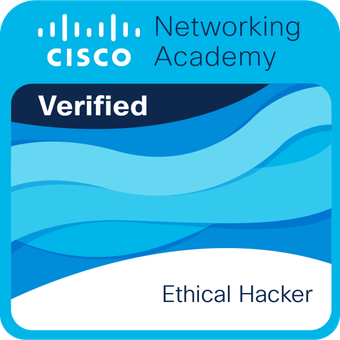 CISCO
Networking
Academy
Verified
Ethical Hacker